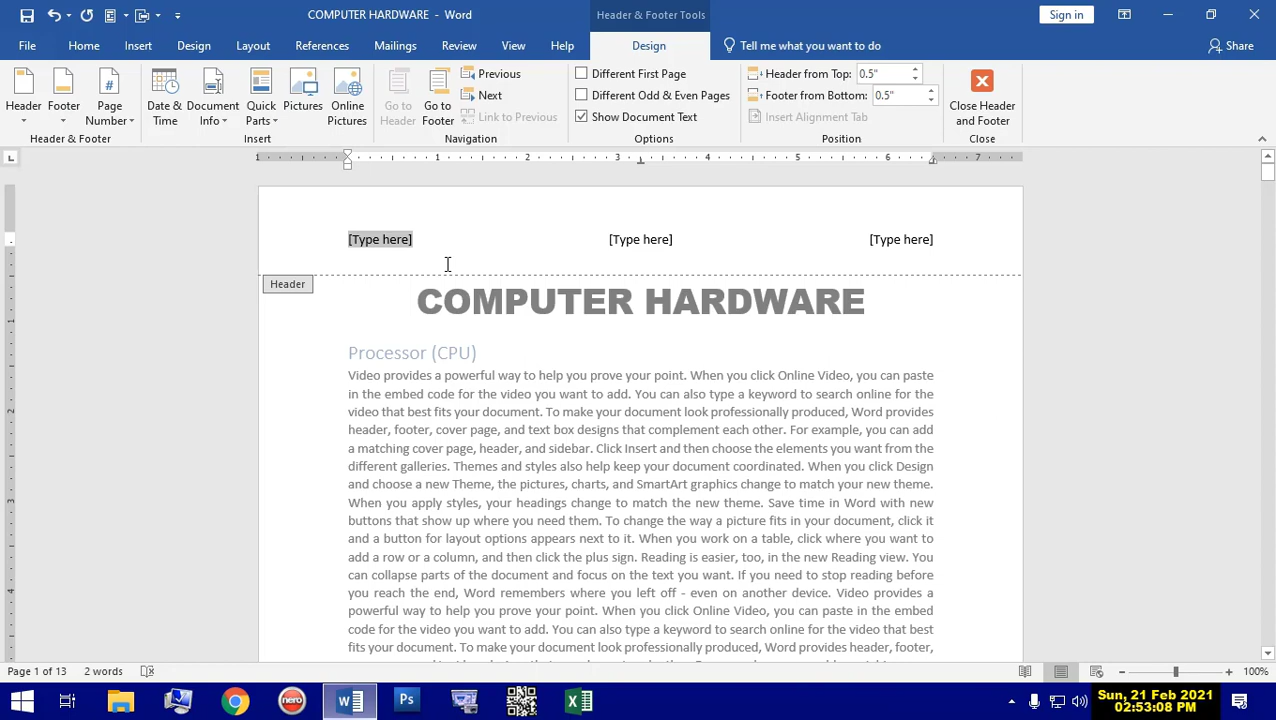 COMPUTER HARDWARE - Word
Header & Footer Tools
Sign in
File Home Insert Design Layout References Mailings Review View Help Design Tell me what you want to do Share
Header
Footer
Page Number
Header & Footer
Date & Time
Document Info
Quick Parts
Pictures
Online Pictures
Insert
Go to Header
Go to Footer
Previous
Next
Link to Previous
Navigation
Different First Page
Different Odd & Even Pages
Show Document Text
Options
Header from Top: 0.5"
Footer from Bottom: 0.5"
Insert Alignment Tab
Position
Close Header and Footer
Close
1 1 2 3 4 5 6 7
[Type here] [Type here] [Type here]
Header
COMPUTER HARDWARE
Processor (CPU)
Video provides a powerful way to help you prove your point. When you click Online Video, you can paste
in the embed code for the video you want to add. You can also type a keyword to search online for the
video that best fits your document. To make your document look professionally produced, Word provides
header, footer, cover page, and text box designs that complement each other. For example, you can add
a matching cover page, header, and sidebar. Click Insert and then choose the elements you want from the
different galleries. Themes and styles also help keep your document coordinated. When you click Design
and choose a new Theme, the pictures, charts, and SmartArt graphics change to match your new theme.
When you apply styles, your headings change to match the new theme. Save time in Word with new
buttons that show up where you need them. To change the way a picture fits in your document, click it
and a button for layout options appears next to it. When you work on a table, click where you want to
add a row or a column, and then click the plus sign. Reading is easier, too, in the new Reading view. You
can collapse parts of the document and focus on the text you want. If you need to stop reading before
you reach the end, Word remembers where you left off - even on another device. Video provides a
powerful way to help you prove your point. When you click Online Video, you can paste in the embed
code for the video you want to add. You can also type a keyword to search online for the video that best
fits your document. To make your document look professionally produced, Word provides header, footer,
1
2
3
4
Page 1 of 13 2 words 100%
nero
Ps
Sun, 21 Feb 2021
02:53:08 PM